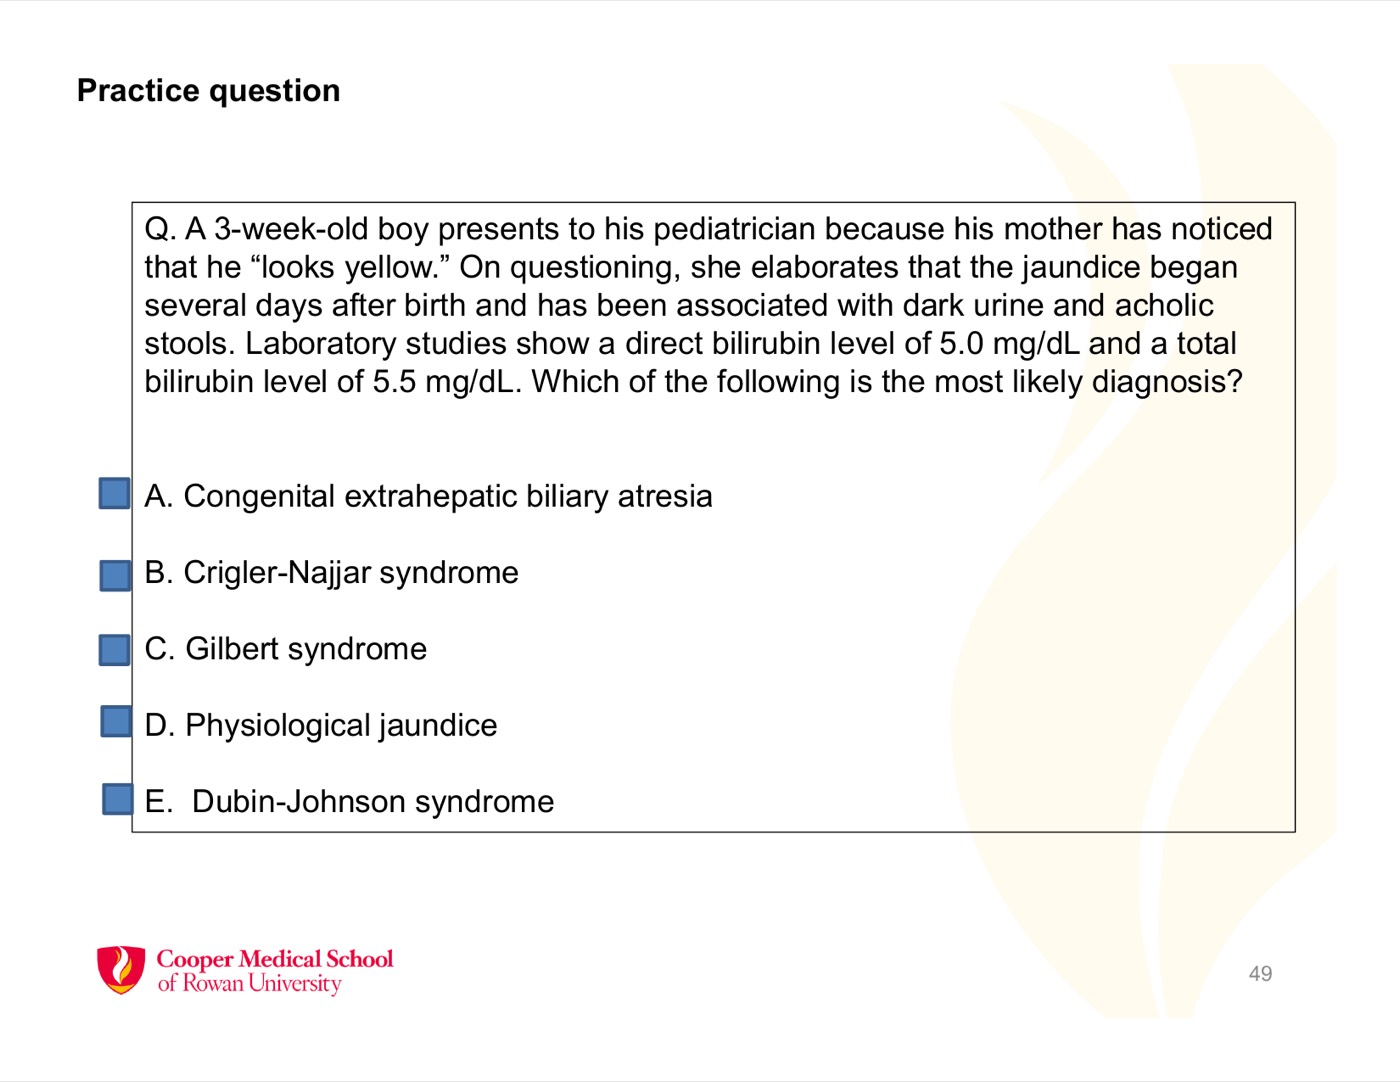 Practice question
Q. A 3-week-old boy presents to his pediatrician because his mother has noticed
that he “looks yellow.” On questioning, she elaborates that the jaundice began
several days after birth and has been associated with dark urine and acholic
stools. Laboratory studies show a direct bilirubin level of 5.0 mg/dL and a total
bilirubin level of 5.5 mg/dL. Which of the following is the most likely diagnosis?
A. Congenital extrahepatic biliary atresia
B. Crigler-Najjar syndrome
C. Gilbert syndrome
D. Physiological jaundice
E.  Dubin-Johnson syndrome
Cooper Medical School
of Rowan University
49